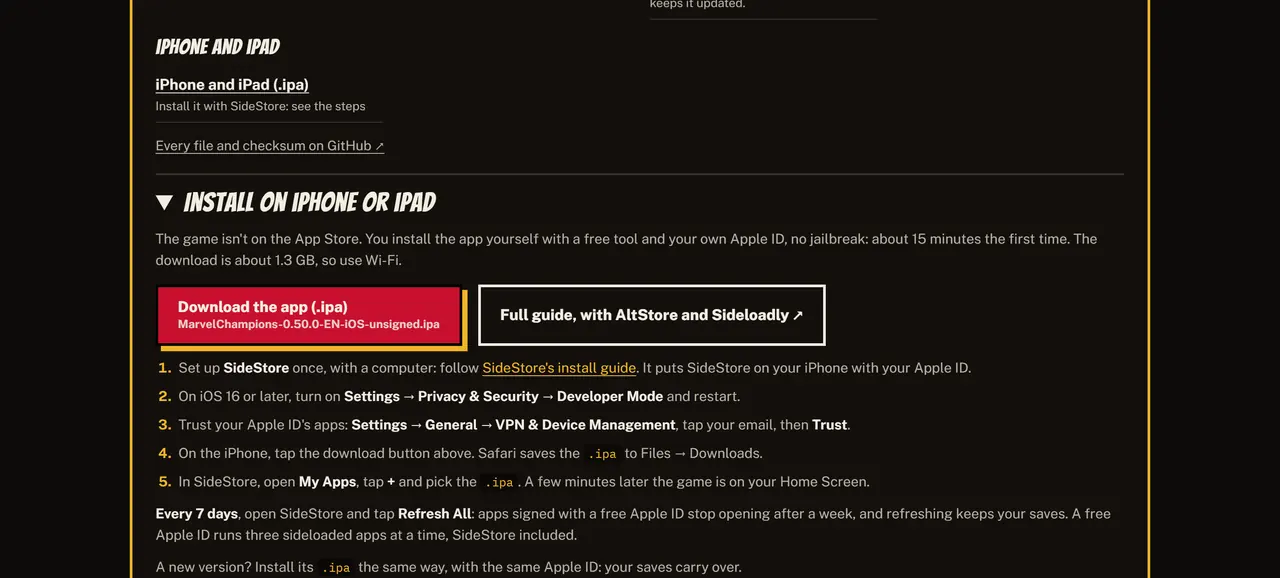 keeps it updated.
IPHONE AND IPAD
iPhone and iPad (.ipa)
Install it with SideStore: see the steps
Every file and checksum on GitHub ↗
▼ INSTALL ON IPHONE OR IPAD
The game isn't on the App Store. You install the app yourself with a free tool and your own Apple ID, no jailbreak: about 15 minutes the first time. The
download is about 1.3 GB, so use Wi-Fi.
Download the app (.ipa)
MarvelChampions-0.50.0-EN-iOS-unsigned.ipa
Full guide, with AltStore and Sideloadly ↗
1. Set up SideStore once, with a computer: follow SideStore's install guide. It puts SideStore on your iPhone with your Apple ID.
2. On iOS 16 or later, turn on Settings → Privacy & Security → Developer Mode and restart.
3. Trust your Apple ID's apps: Settings → General → VPN & Device Management, tap your email, then Trust.
4. On the iPhone, tap the download button above. Safari saves the .ipa to Files → Downloads.
5. In SideStore, open My Apps, tap + and pick the .ipa. A few minutes later the game is on your Home Screen.
Every 7 days, open SideStore and tap Refresh All: apps signed with a free Apple ID stop opening after a week, and refreshing keeps your saves. A free
Apple ID runs three sideloaded apps at a time, SideStore included.
A new version? Install its .ipa the same way, with the same Apple ID: your saves carry over.